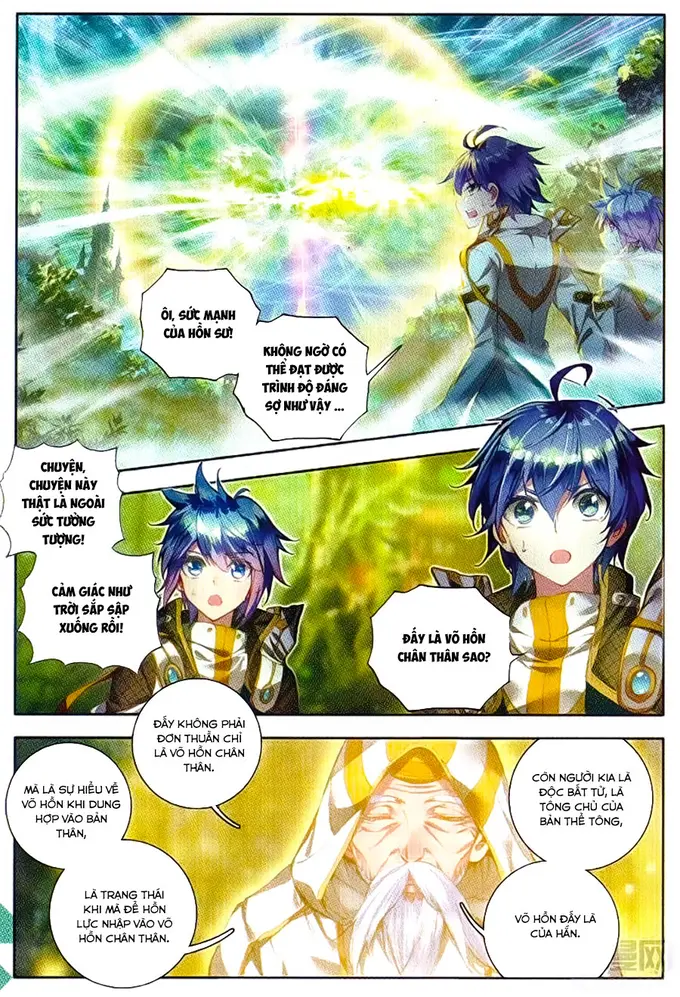 ÔI, SỨC MẠNH
CỦA HỒN SƯ!
KHÔNG NGỜ CÓ
THỂ ĐẠT ĐƯỢC
TRÌNH ĐỘ ĐÁNG
SỢ NHƯ VẬY ...
CHUYỆN,
CHUYỆN NÀY
THẬT LÀ NGOÀI
SỨC TƯỞNG
TƯỢNG!
CẢM GIÁC NHƯ
TRỜI SẮP SẬP
XUỐNG RỒI!
ĐẤY LÀ VÕ HỒN
CHÂN THÂN SAO?
ĐẤY KHÔNG PHẢI
ĐƠN THUẦN CHỈ
LÀ VÕ HỒN CHÂN
THÂN.
MÀ LÀ SỰ HIỂU VỀ
VÕ HỒN KHI DUNG
HỢP VÀO BẢN
THÂN,
LÀ TRẠNG THÁI
KHI MÀ ĐỂ HỒN
LỰC NHẬP VÀO VÕ
HỒN CHÂN THÂN.
CÒN NGƯỜI KIA LÀ
ĐỘC BẤT TỬ, LÀ
TÔNG CHỦ CỦA
BẢN THỂ TÔNG,
VÕ HỒN ĐẤY LÀ
CỦA HẮN.
漫网